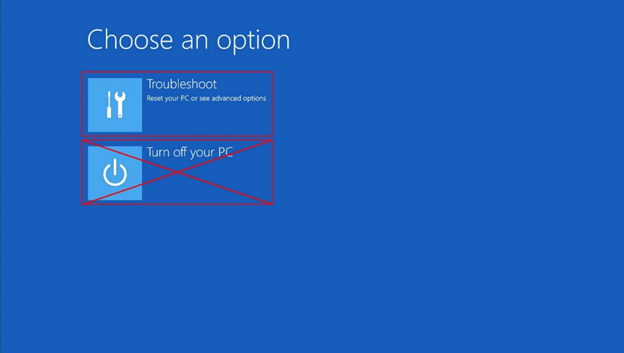 Choose an option
Troubleshoot
Reset your PC or see advanced options
Turn off your PC